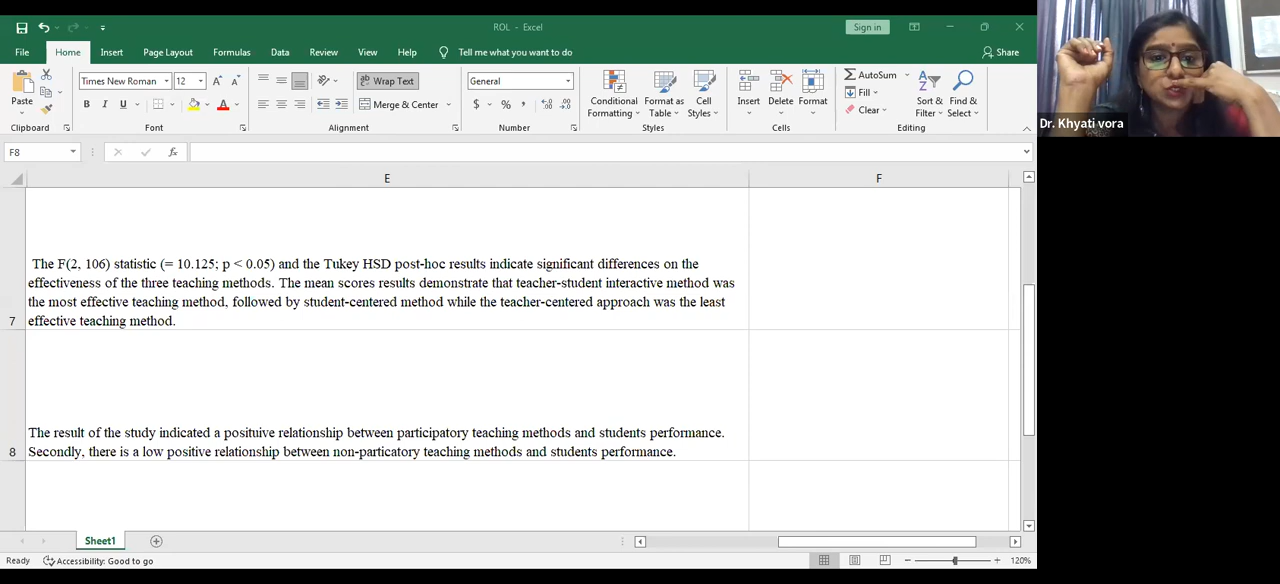 ROL - Excel
Sign in
File Home Insert Page Layout Formulas Data Review View Help Tell me what you want to do Share
Times New Roman 12 Wrap Text General AutoSum
Paste Conditional Format as Cell Insert Delete Format Fill Sort & Find &
B I U Merge & Center $ % , Formatting Table Styles Clear Filter Select
Clipboard Font Alignment Number Styles Cells Editing
Dr. Khyati vora
F8 fx
E F
The F(2, 106) statistic (= 10.125; p < 0.05) and the Tukey HSD post-hoc results indicate significant differences on the
effectiveness of the three teaching methods. The mean scores results demonstrate that teacher-student interactive method was
the most effective teaching method, followed by student-centered method while the teacher-centered approach was the least
7 effective teaching method.
The result of the study indicated a posituive relationship between participatory teaching methods and students performance.
8 Secondly, there is a low positive relationship between non-particatory teaching methods and students performance.
Sheet1
Ready Accessibility: Good to go 120%